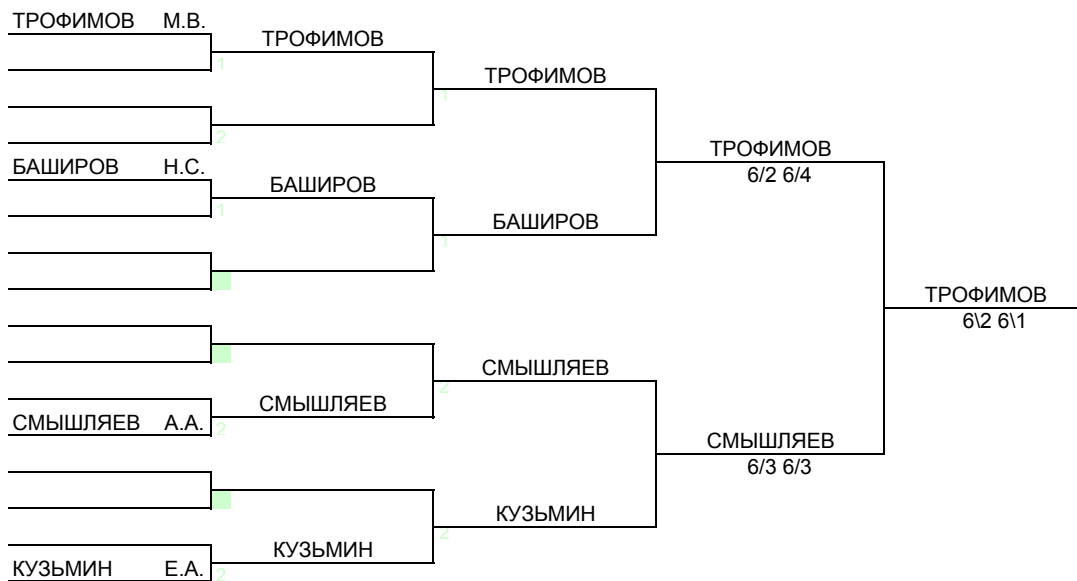 ТРОФИМОВ М.В.
ТРОФИМОВ
1
ТРОФИМОВ
1
2
ТРОФИМОВ
6/2 6/4
БАШИРОВ Н.С.
БАШИРОВ
1
БАШИРОВ
1
ТРОФИМОВ
6\2 6\1
СМЫШЛЯЕВ
2
СМЫШЛЯЕВ
СМЫШЛЯЕВ А.А.
2
СМЫШЛЯЕВ
6/3 6/3
КУЗЬМИН
2
КУЗЬМИН
КУЗЬМИН Е.А.
2